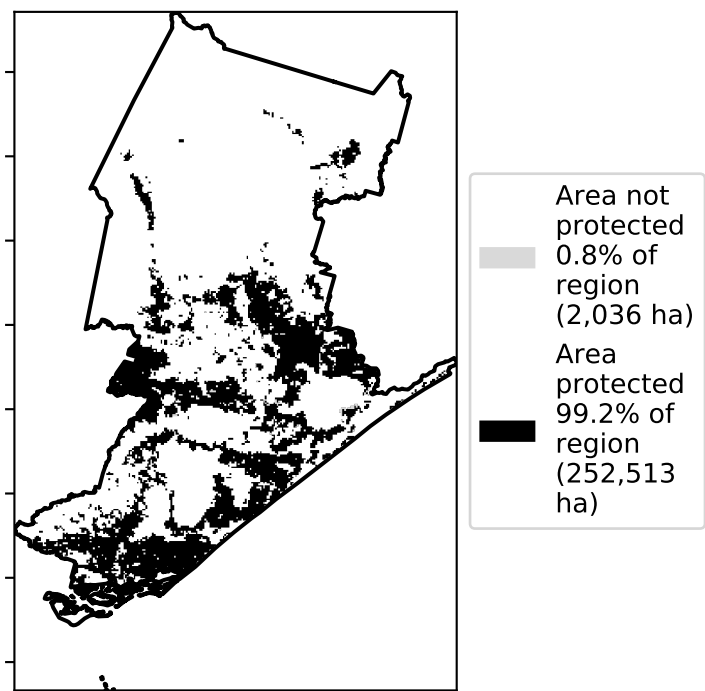 Area not
protected
0.8% of
region
(2,036 ha)
Area
protected
99.2% of
region
(252,513
ha)